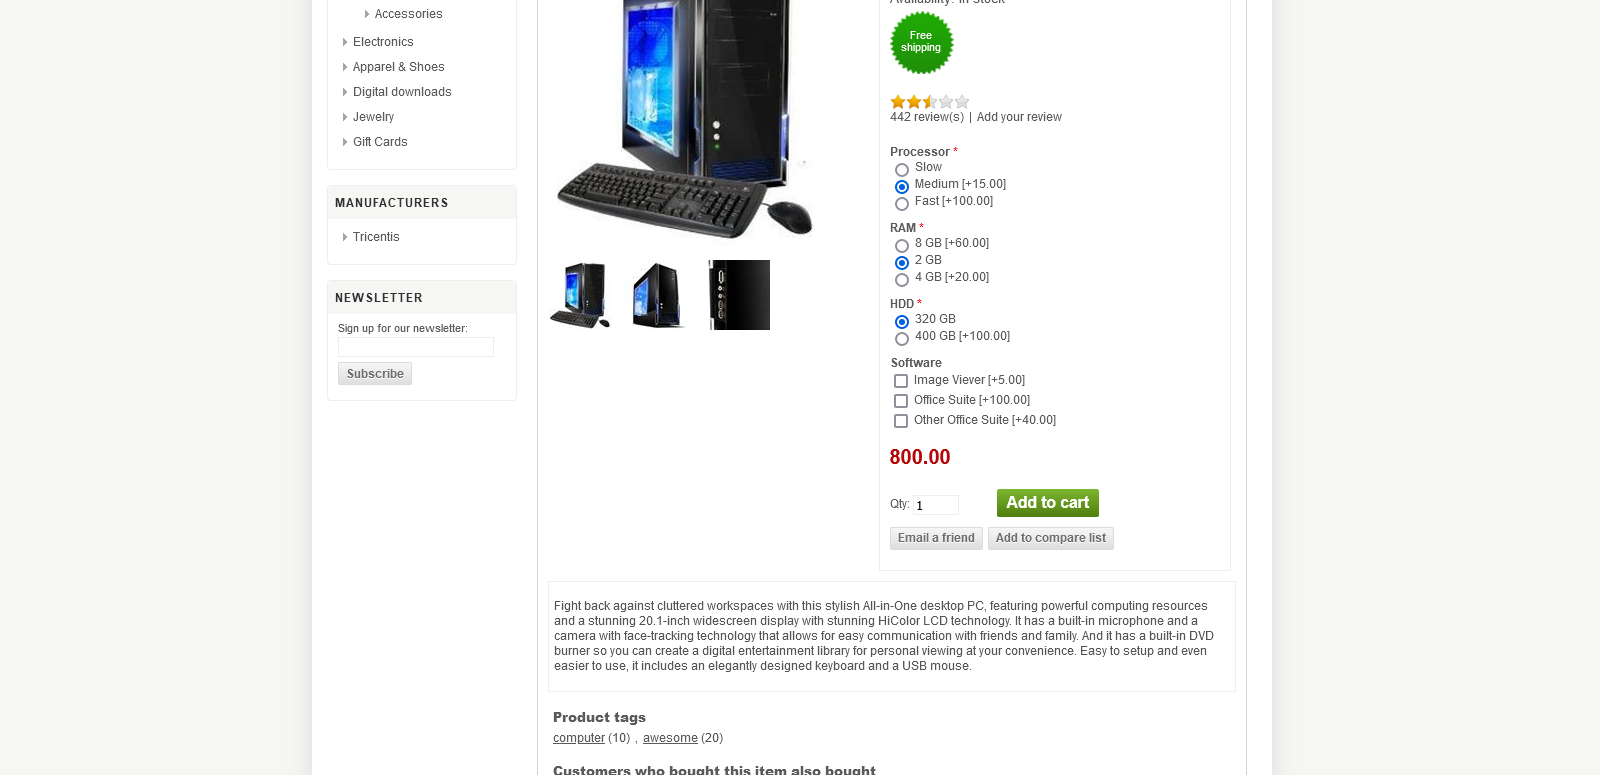 Accessories
Electronics
Apparel & Shoes
Digital downloads
Jewelry
Gift Cards
MANUFACTURERS
Tricentis
NEWSLETTER
Sign up for our newsletter:
Subscribe
Availability: In stock
Free
shipping
442 review(s) | Add your review
Processor *
Slow
Medium [+15.00]
Fast [+100.00]
RAM *
8 GB [+60.00]
2 GB
4 GB [+20.00]
HDD *
320 GB
400 GB [+100.00]
Software
Image Viever [+5.00]
Office Suite [+100.00]
Other Office Suite [+40.00]
800.00
Qty: 1 Add to cart
Email a friend Add to compare list
Fight back against cluttered workspaces with this stylish All-in-One desktop PC, featuring powerful computing resources
and a stunning 20.1-inch widescreen display with stunning HiColor LCD technology. It has a built-in microphone and a
camera with face-tracking technology that allows for easy communication with friends and family. And it has a built-in DVD
burner so you can create a digital entertainment library for personal viewing at your convenience. Easy to setup and even
easier to use, it includes an elegantly designed keyboard and a USB mouse.
Product tags
computer (10) , awesome (20)
Customers who bought this item also bought